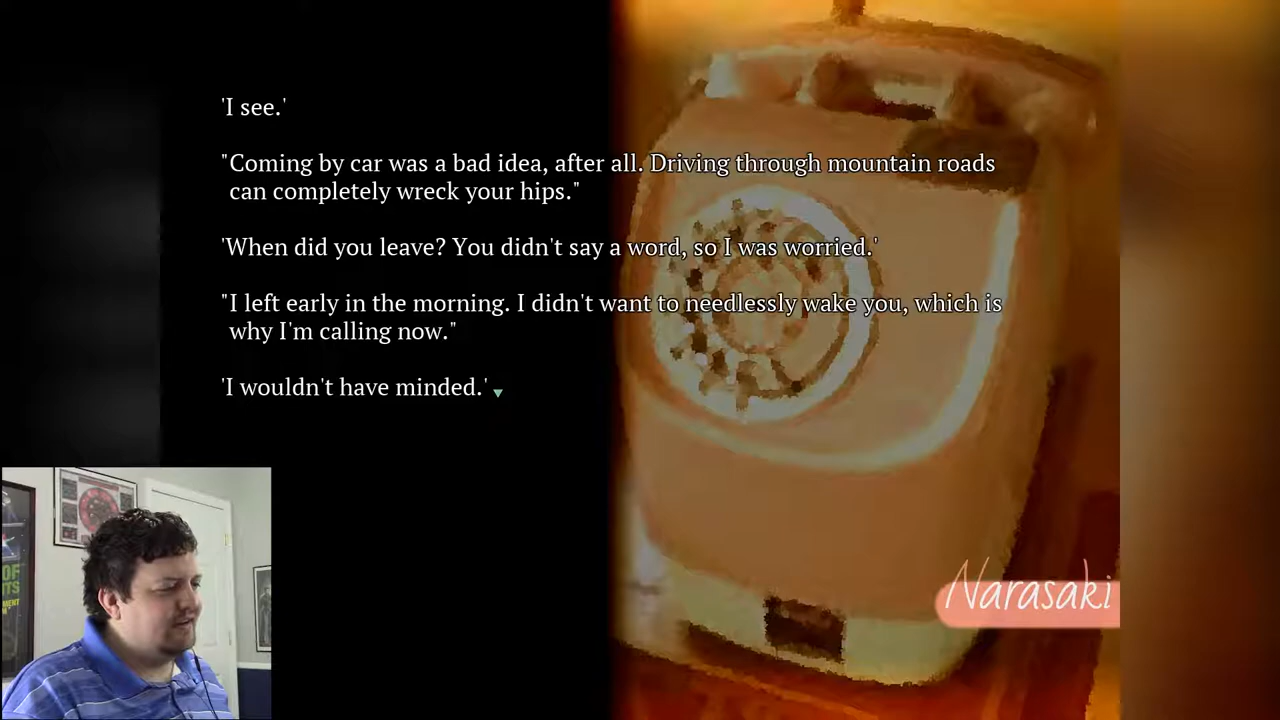 'I see.'
"Coming by car was a bad idea, after all. Driving through mountain roads
can completely wreck your hips."
'When did you leave? You didn't say a word, so I was worried.'
"I left early in the morning. I didn't want to needlessly wake you, which is
why I'm calling now."
'I wouldn't have minded.'
Narasaki